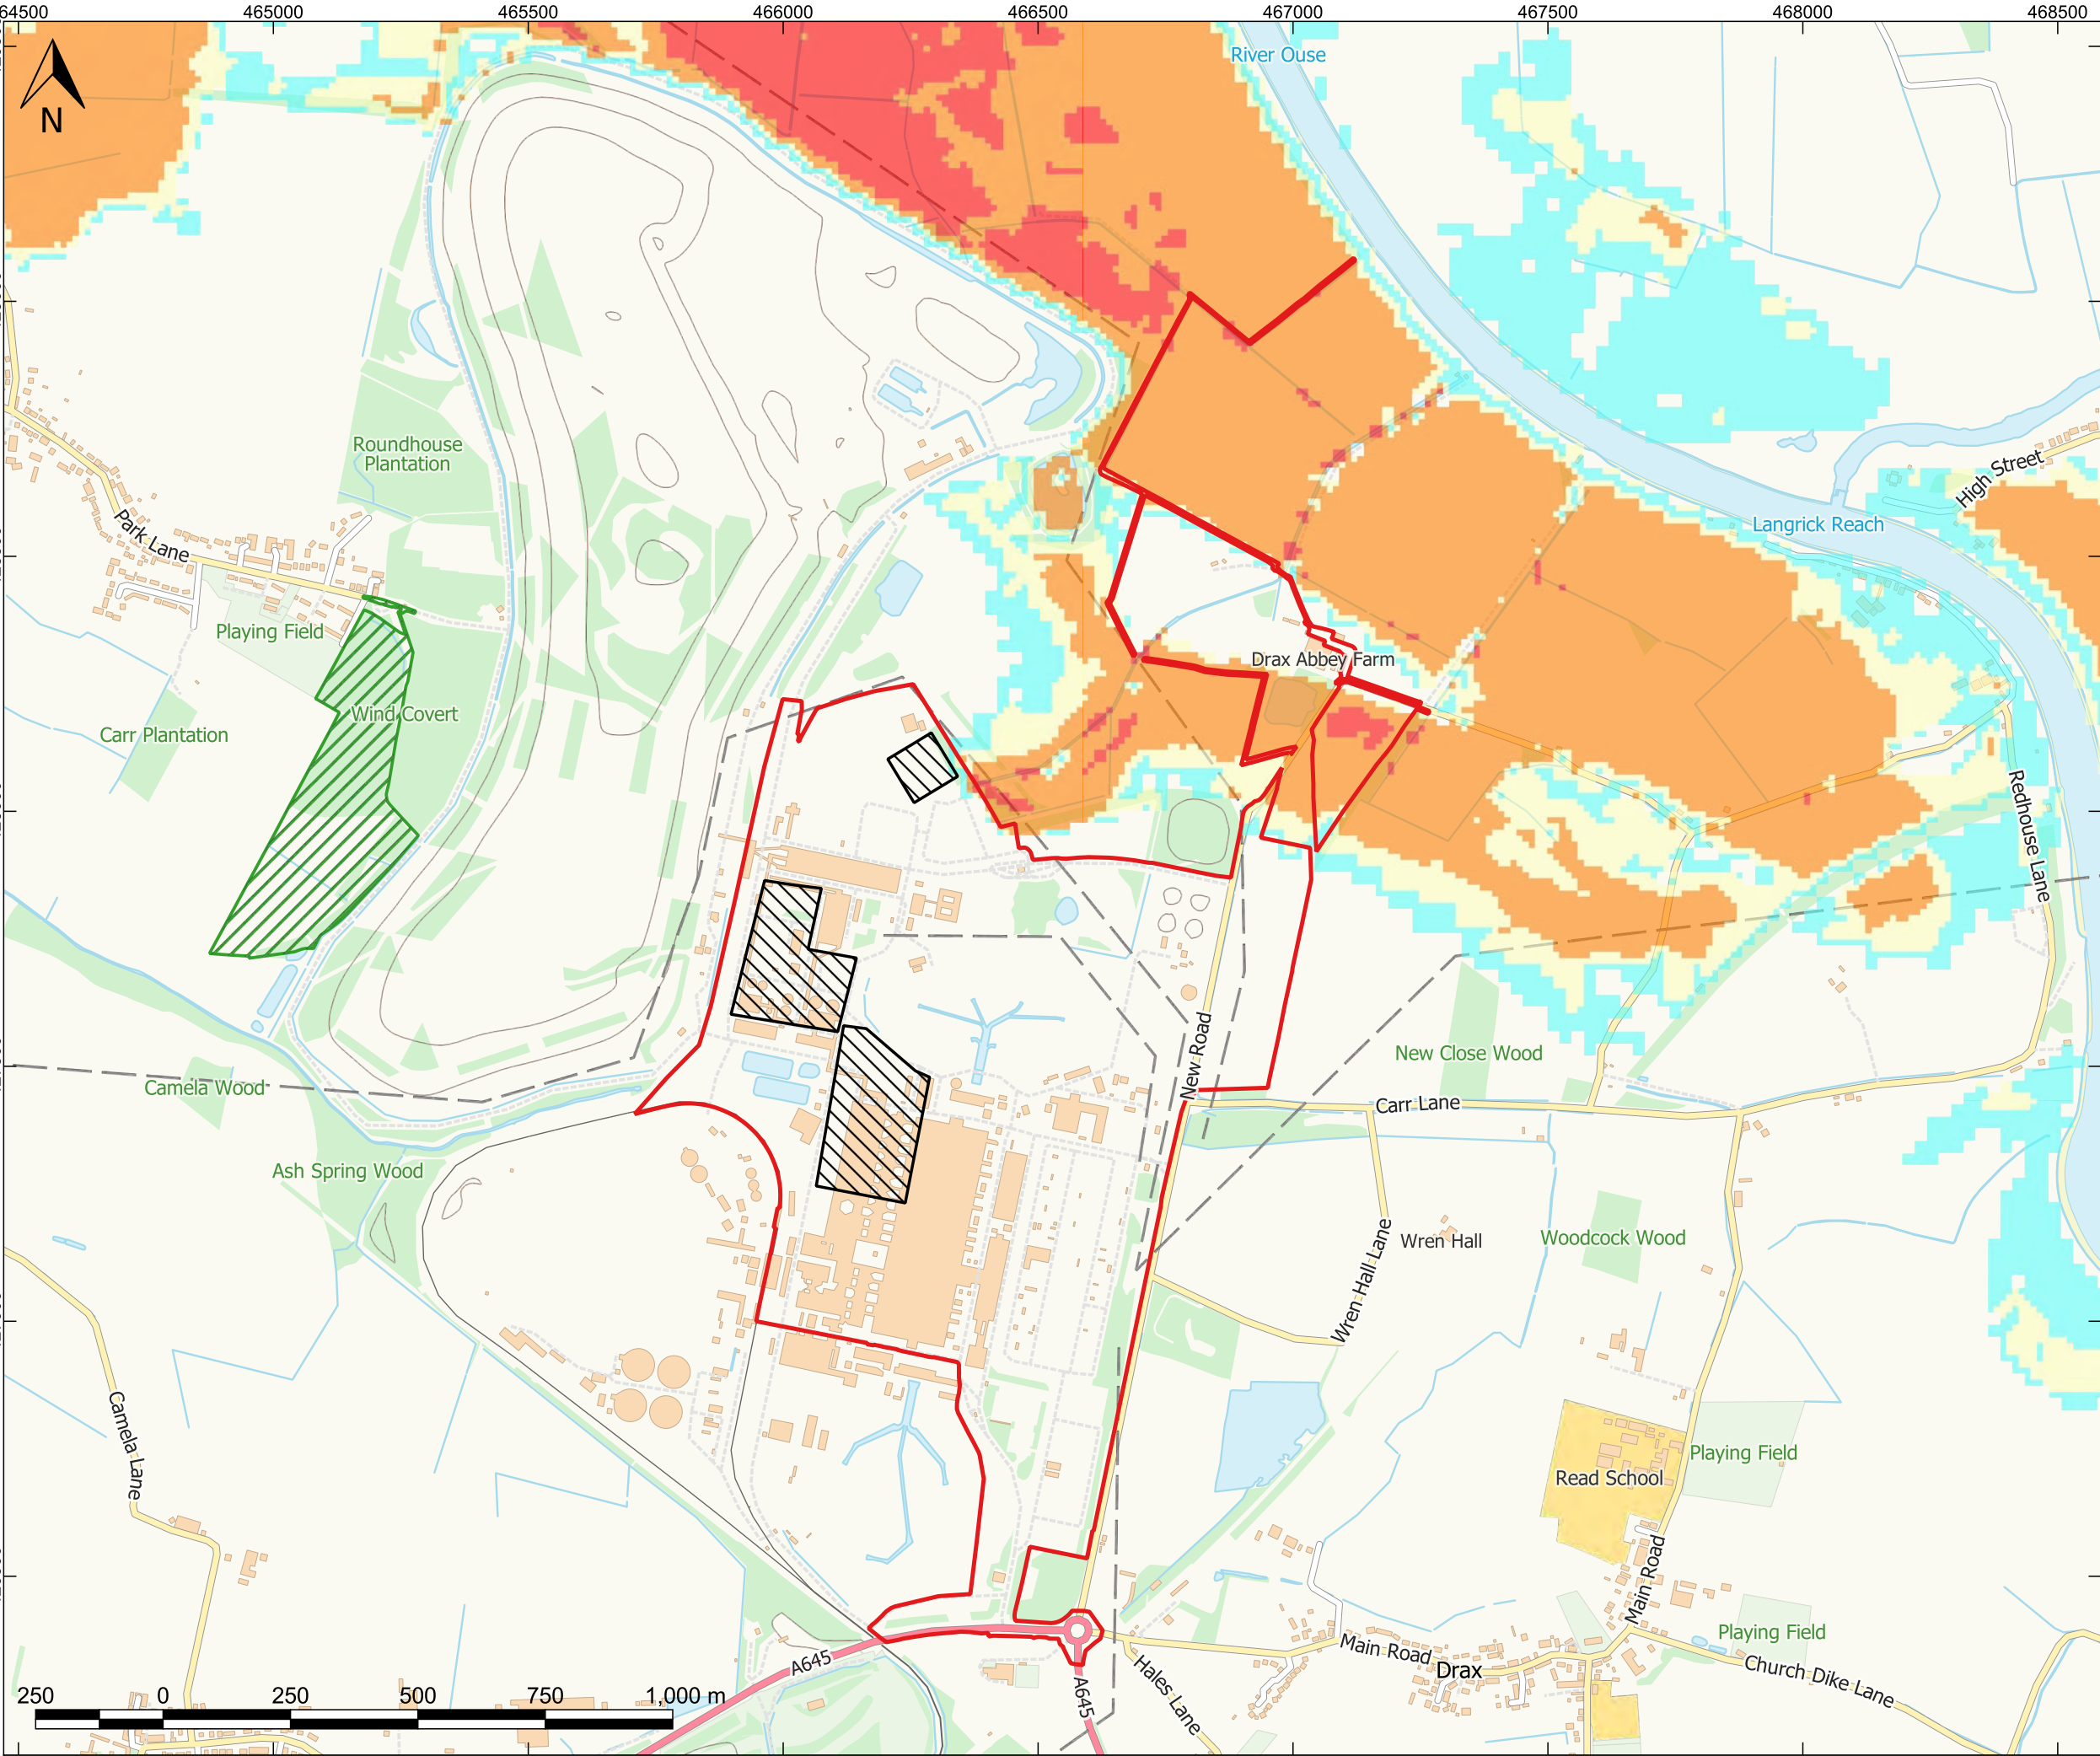 64500 465000 465500 466000 466500 467000 467500 468000 468500
N
River Ouse
Roundhouse
Plantation
Park Lane
High Street
Langrick Reach
Playing Field
Drax Abbey Farm
Wind Covert
Carr Plantation
Redhouse Lane
New Road
New Close Wood
Camela Wood
Carr Lane
Ash Spring Wood
Wren Hall Lane
Wren Hall
Woodcock Wood
Camela Lane
Playing Field
Read School
Main Road
Playing Field
A645
Main Road
Drax
Hales Lane
Church Dike Lane
A645
250 0 250 500 750 1,000 m